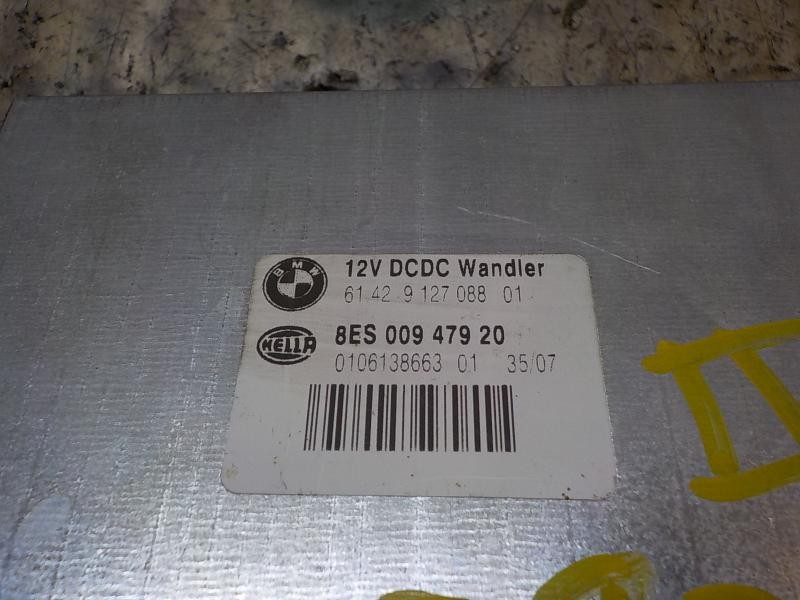 BMW
12V DCDC Wandler
61 42 9 127 088 01
HELLA
8ES 009 479 20
0106138663 01 35/07
II